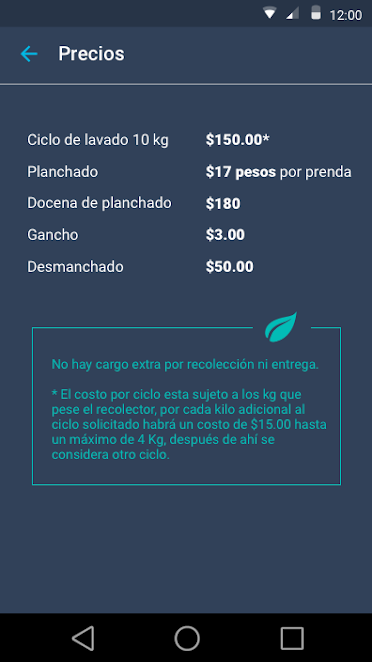 12:00
Precios
Ciclo de lavado 10 kg $150.00*
Planchado $17 pesos por prenda
Docena de planchado $180
Gancho $3.00
Desmanchado $50.00
No hay cargo extra por recolección ni entrega.
* El costo por ciclo esta sujeto a los kg que
pese el recolector, por cada kilo adicional al
ciclo solicitado habrá un costo de $15.00 hasta
un máximo de 4 Kg, después de ahí se
considera otro ciclo.